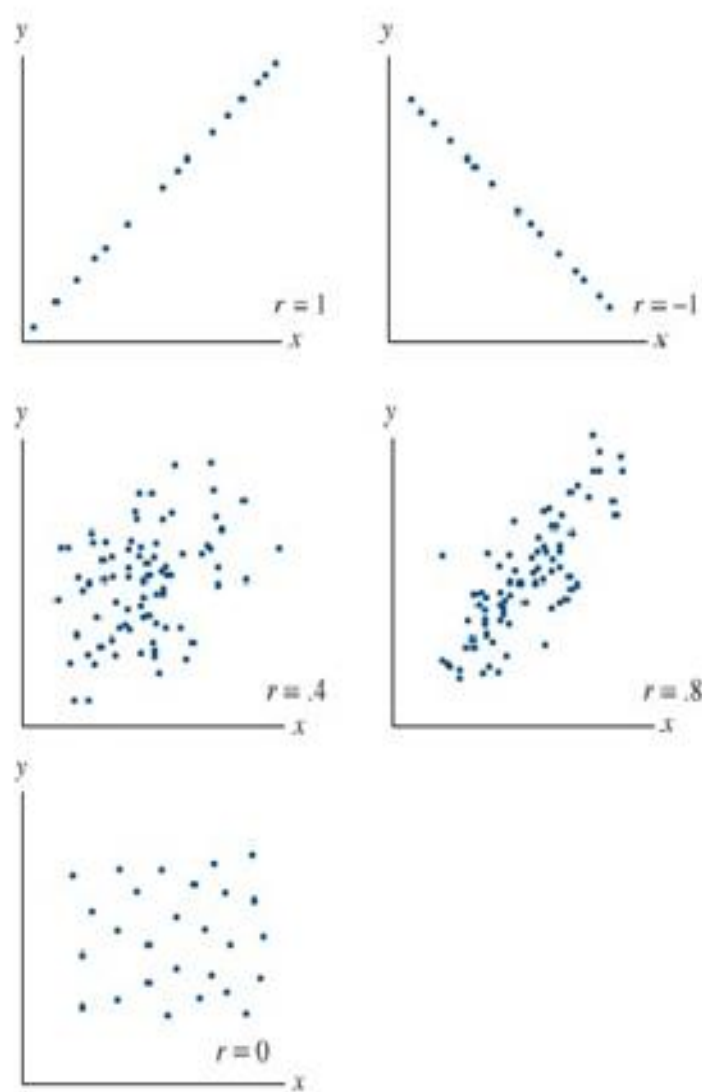 y
y
r = 1
r = –1
x
x
y
y
r = .4
r = .8
x
x
y
r = 0
x